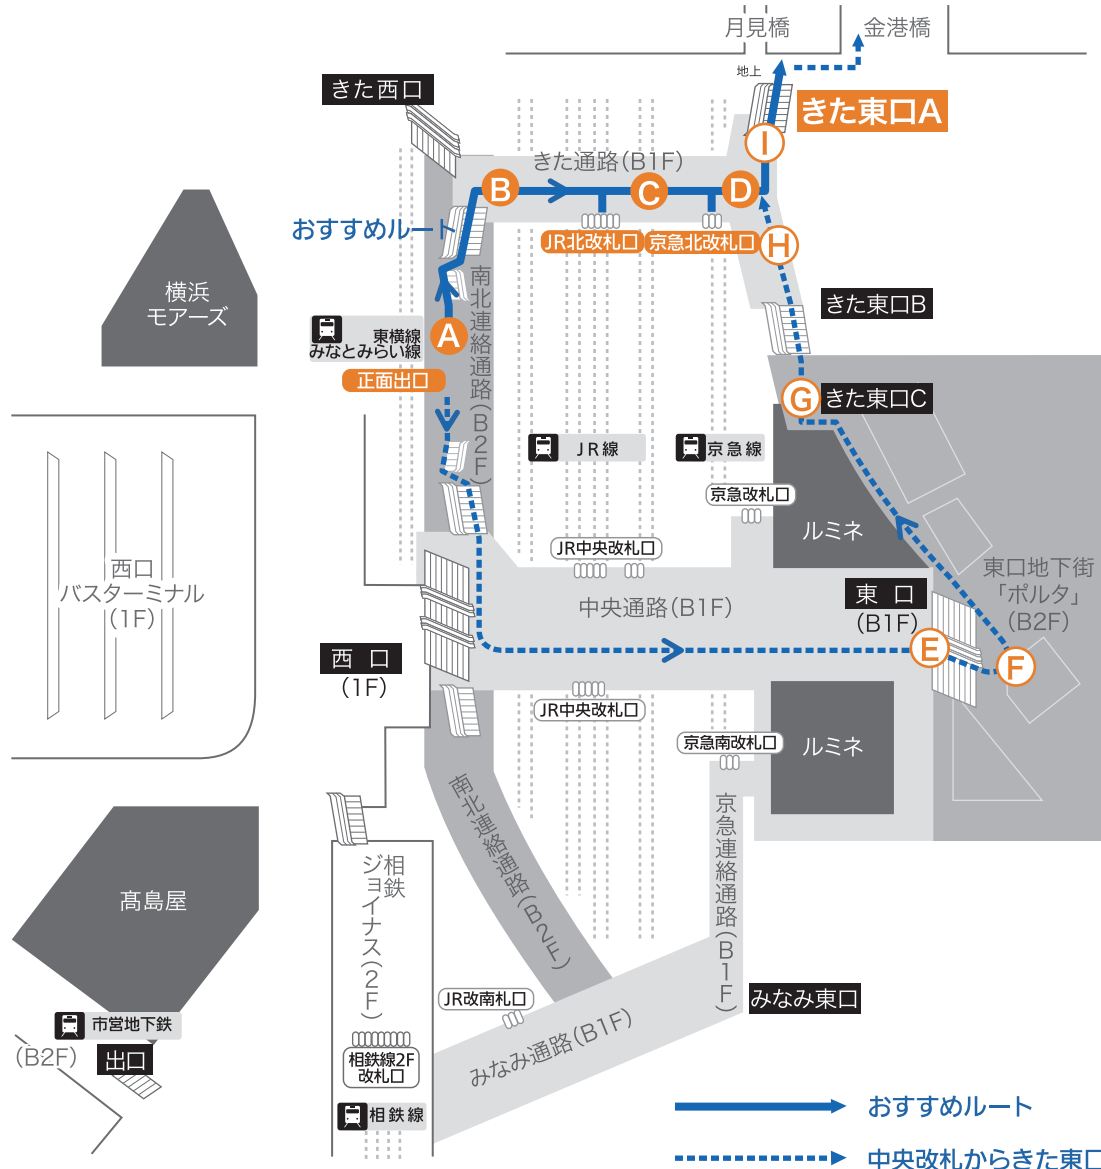 月見橋
金港橋
地上
きた西口
きた東口A
I
きた通路(B1F)
B
C
D
おすすめルート
JR北改札口
京急北改札口
H
南北連絡通路(B2F)
横浜
モアーズ
きた東口B
A
東横線
みなとみらい線
正面出口
G
きた東口C
JR線
京急線
京急改札口
ルミネ
JR中央改札口
西口
バスターミナル
(1F)
東口地下街
「ポルタ」
(B2F)
中央通路(B1F)
東口
(B1F)
E
F
西口
(1F)
JR中央改札口
京急南改札口
ルミネ
南北連絡通路(B2F)
京急連絡通路(B1F)
相鉄
ジョイナス(2F)
髙島屋
JR改南札口
みなみ東口
市営地下鉄
(B2F)
出口
みなみ通路(B1F)
相鉄線2F
改札口
相鉄線
おすすめルート
中央改札からきた東口